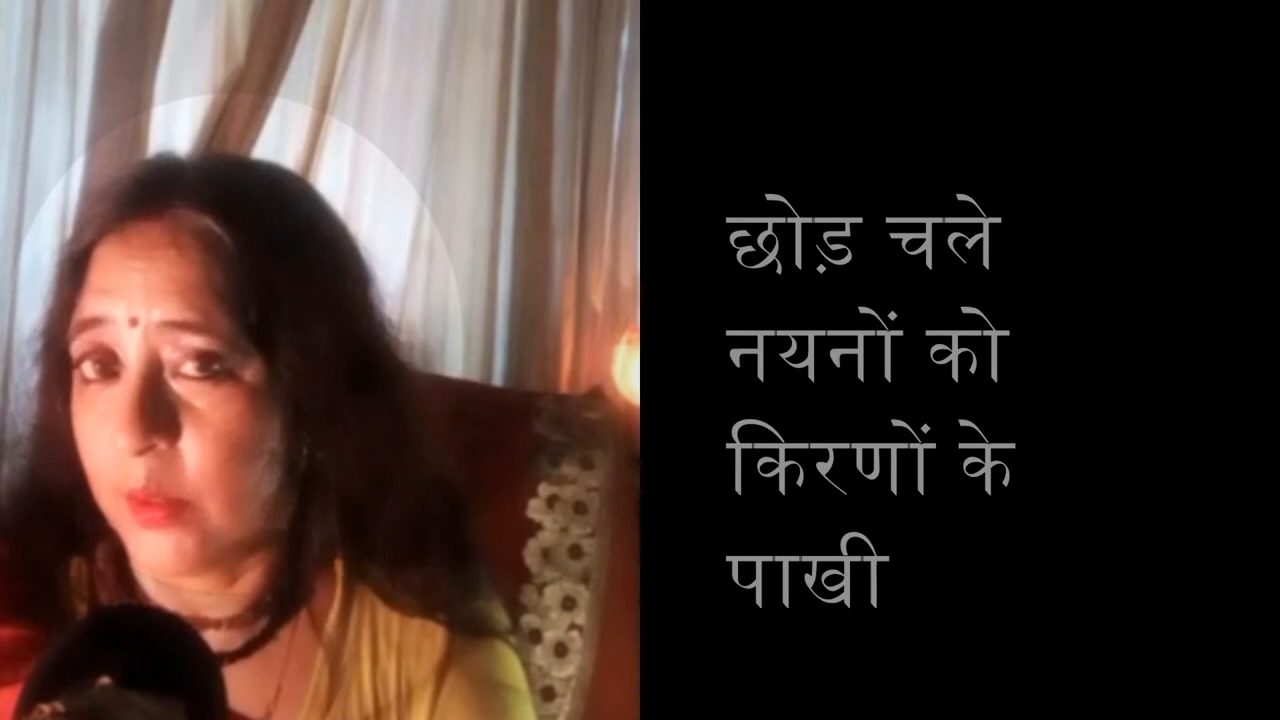 छोड़ चले
नयनों को
किरणों के
पाखी